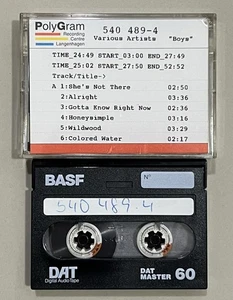 PolyGram
Recording
Centre
Langenhagen
540 489-4
Various Artists "Boys"
TIME_24:49 START_03:00 END_27:49
TIME_25:02 START_27:50 END_52:52
Track/Title-->
A 1:She's Not There 02:50
2:Alright 03:36
3:Gotta Know Right Now 02:36
4:Honeysimple 03:16
5:Wildwood 03:29
6:Colored Water 02:17
BASF
N°
540 489.4
DAT
Digital Audio Tape
DAT
MASTER 60